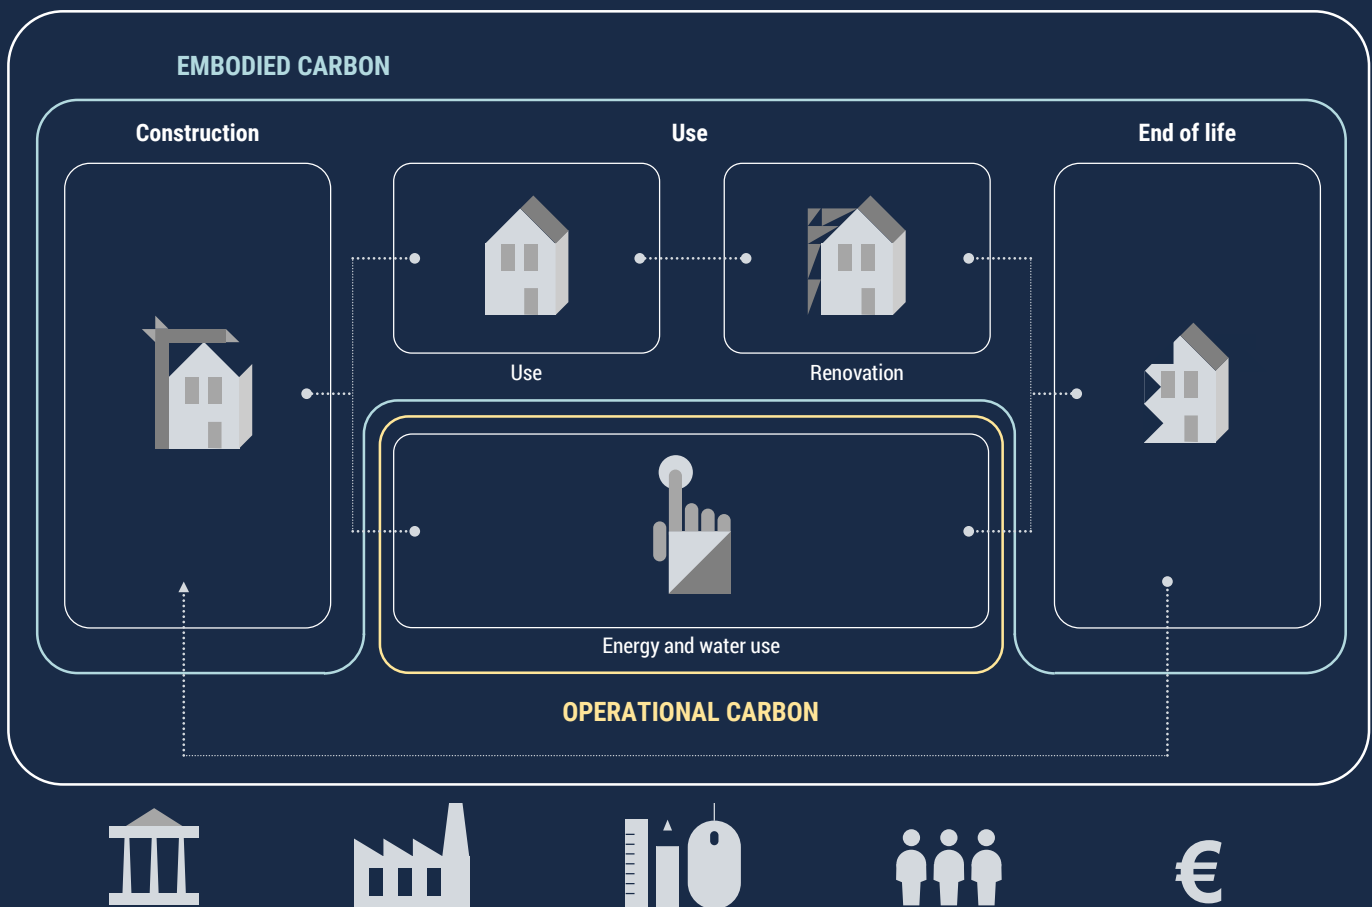 EMBODIED CARBON
Construction
Use
End of life
Use
Renovation
Energy and water use
OPERATIONAL CARBON
€